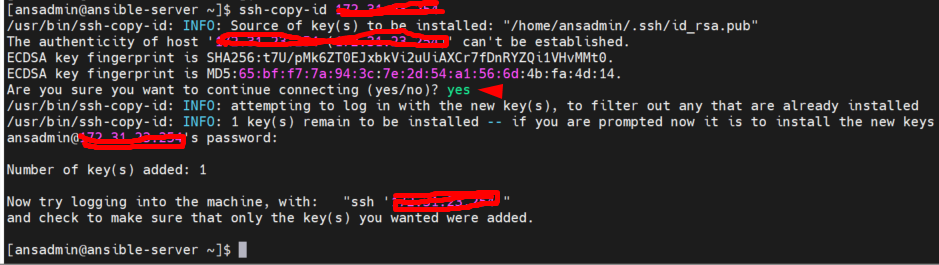 [ansadmin@ansible-server ~]$ ssh-copy-id
/usr/bin/ssh-copy-id: INFO: Source of key(s) to be installed: "/home/ansadmin/.ssh/id_rsa.pub"
The authenticity of host ' can't be established.
ECDSA key fingerprint is SHA256:t7U/pMk6ZT0EJxbkVi2uUiAXCr7fDnRYZQi1VHvMMt0.
ECDSA key fingerprint is MD5:65:bf:f7:7a:94:3c:7e:2d:54:a1:56:6d:4b:fa:4d:14.
Are you sure you want to continue connecting (yes/no)? yes
/usr/bin/ssh-copy-id: INFO: attempting to log in with the new key(s), to filter out any that are already installed
/usr/bin/ssh-copy-id: INFO: 1 key(s) remain to be installed -- if you are prompted now it is to install the new keys
ansadmin@ 's password:
Number of key(s) added: 1
Now try logging into the machine, with:   "ssh ' "
and check to make sure that only the key(s) you wanted were added.
[ansadmin@ansible-server ~]$